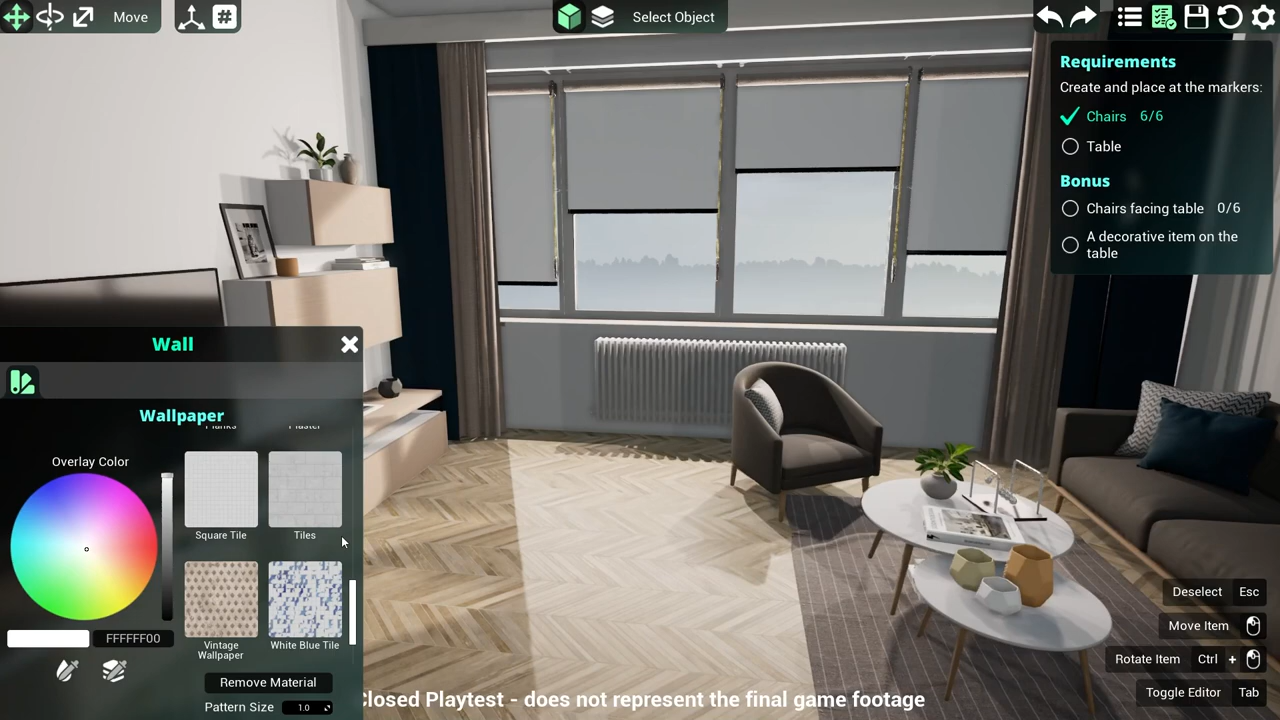 Move
Select Object
Requirements
Create and place at the markers:
Chairs 6/6
Table
Bonus
Chairs facing table 0/6
A decorative item on the
table
Wall
Wallpaper
Planks Plaster
Overlay Color
Square Tile Tiles
Vintage
Wallpaper
White Blue Tile
FFFFFF00
Remove Material
Pattern Size 1.0
Deselect Esc
Move Item
Rotate Item Ctrl +
Toggle Editor Tab
Closed Playtest - does not represent the final game footage